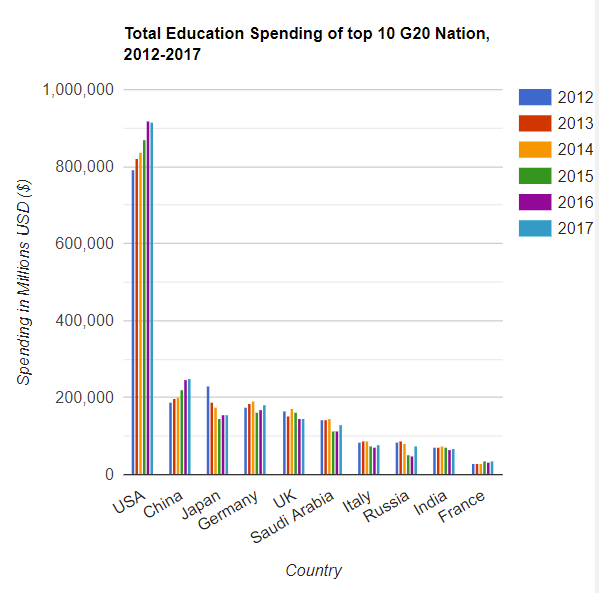 Total Education Spending of top 10 G20 Nation,
2012-2017
1,000,000
800,000
600,000
400,000
200,000
0
Spending in Millions USD ($)
2012
2013
2014
2015
2016
2017
USA
China
Japan
Germany
UK
Saudi Arabia
Italy
Russia
India
France
Country